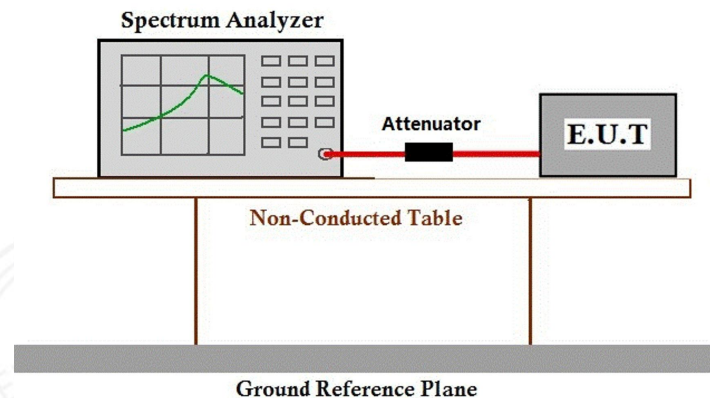 Spectrum Analyzer
Attenuator
E.U.T
Non-Conducted Table
Ground Reference Plane